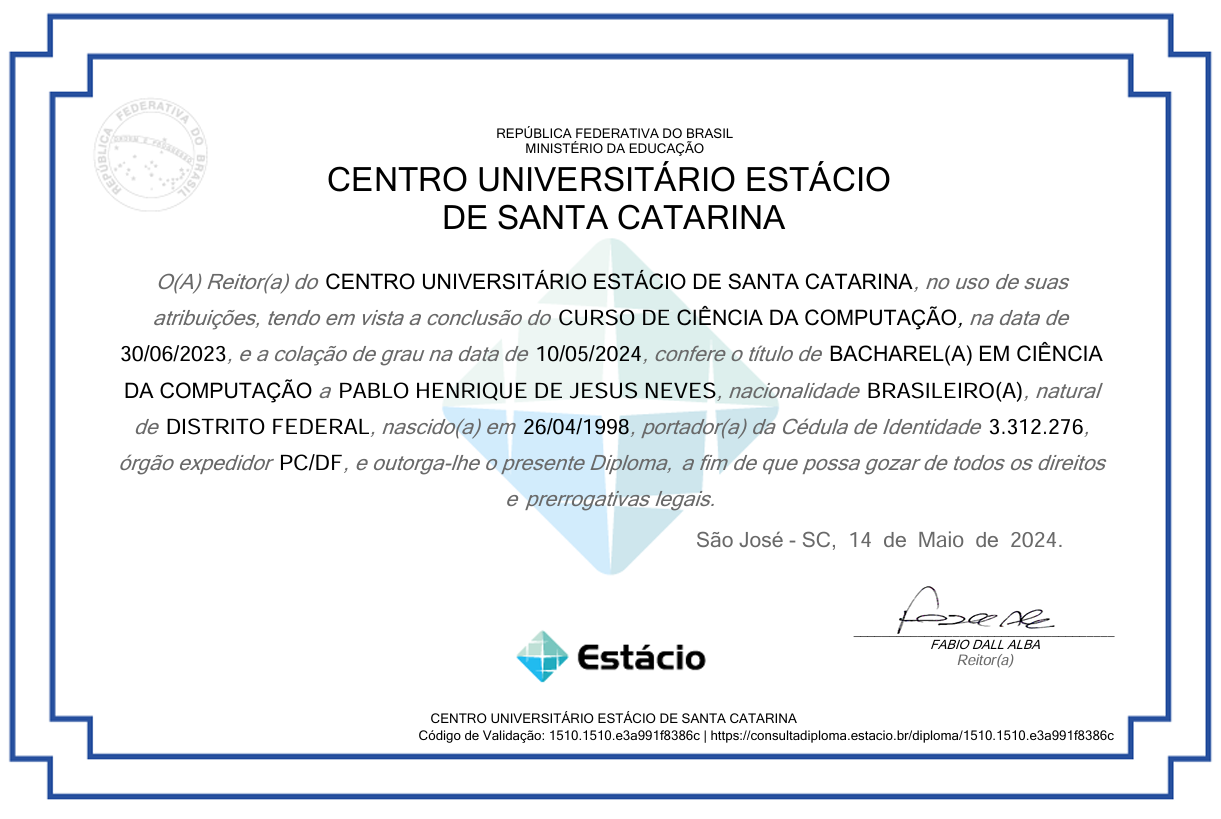 REPÚBLICA FEDERATIVA DO BRASIL
REPÚBLICA FEDERATIVA DO BRASIL
MINISTÉRIO DA EDUCAÇÃO
CENTRO UNIVERSITÁRIO ESTÁCIO
DE SANTA CATARINA
O(A) Reitor(a) do CENTRO UNIVERSITÁRIO ESTÁCIO DE SANTA CATARINA, no uso de suas
atribuições, tendo em vista a conclusão do CURSO DE CIÊNCIA DA COMPUTAÇÃO, na data de
30/06/2023, e a colação de grau na data de 10/05/2024, confere o título de BACHAREL(A) EM CIÊNCIA
DA COMPUTAÇÃO a PABLO HENRIQUE DE JESUS NEVES, nacionalidade BRASILEIRO(A), natural
de DISTRITO FEDERAL, nascido(a) em 26/04/1998, portador(a) da Cédula de Identidade 3.312.276,
órgão expedidor PC/DF, e outorga-lhe o presente Diploma, a fim de que possa gozar de todos os direitos
e prerrogativas legais.
São José - SC, 14 de Maio de 2024.
FABIO DALL ALBA
Reitor(a)
Estácio
CENTRO UNIVERSITÁRIO ESTÁCIO DE SANTA CATARINA
Código de Validação: 1510.1510.e3a991f8386c | https://consultadiploma.estacio.br/diploma/1510.1510.e3a991f8386c